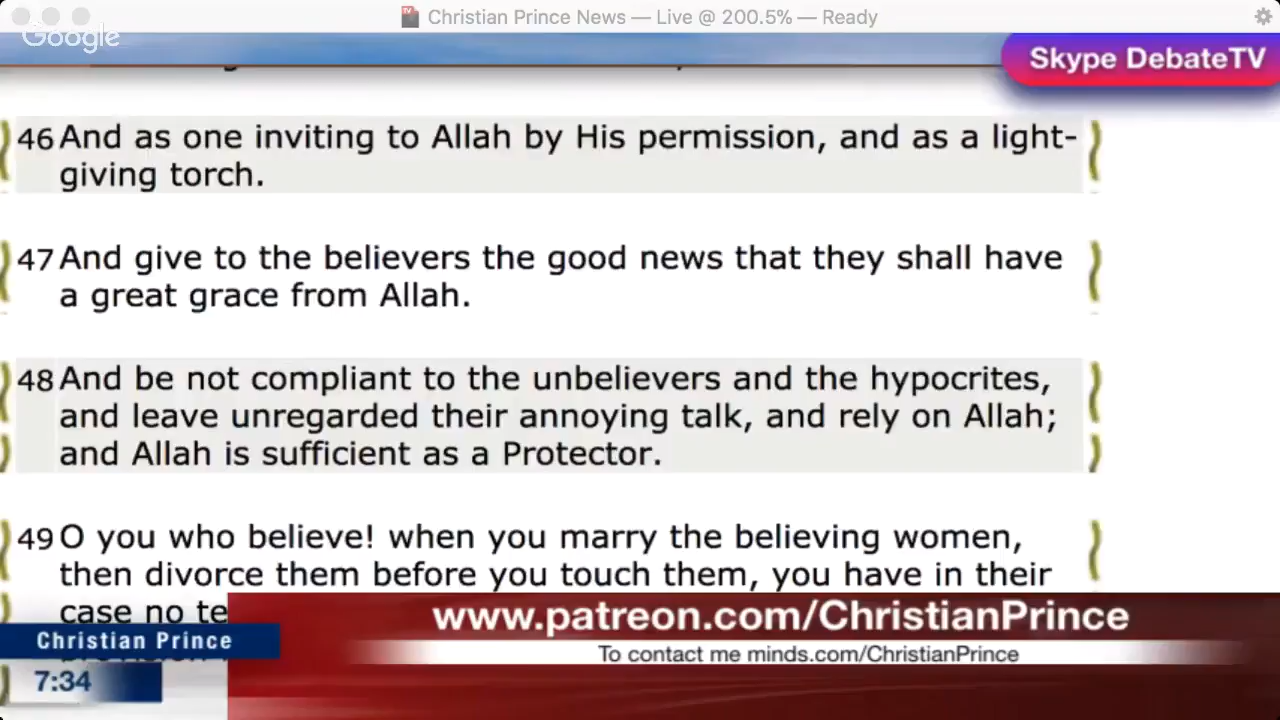 Christian Prince News — Live @ 200.5% — Ready
Google
Skype DebateTV
46 And as one inviting to Allah by His permission, and as a light-
giving torch.
47 And give to the believers the good news that they shall have
a great grace from Allah.
48 And be not compliant to the unbelievers and the hypocrites,
and leave unregarded their annoying talk, and rely on Allah;
and Allah is sufficient as a Protector.
49 O you who believe! when you marry the believing women,
then divorce them before you touch them, you have in their
case no te
www.patreon.com/ChristianPrince
Christian Prince
To contact me minds.com/ChristianPrince
7:34